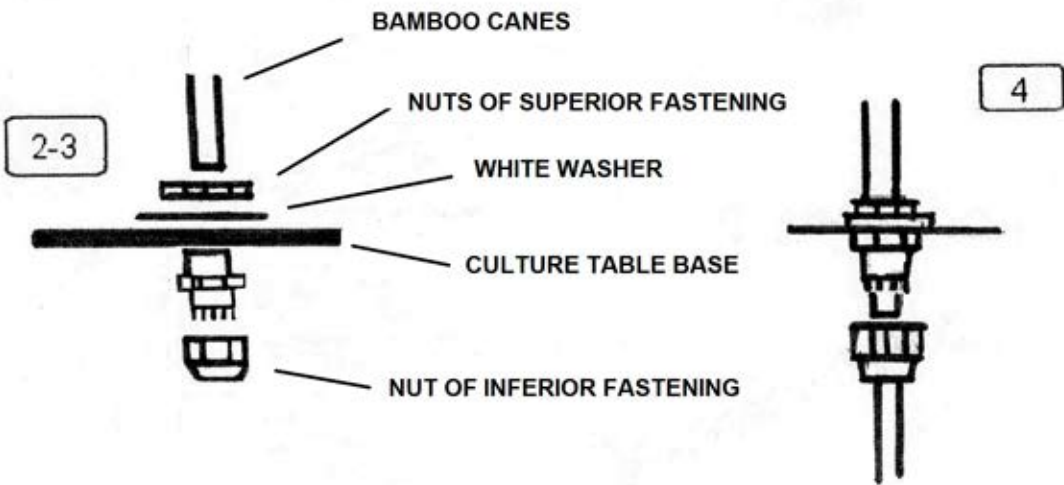 BAMBOO CANES
NUTS OF SUPERIOR FASTENING
4
2-3
WHITE WASHER
CULTURE TABLE BASE
NUT OF INFERIOR FASTENING